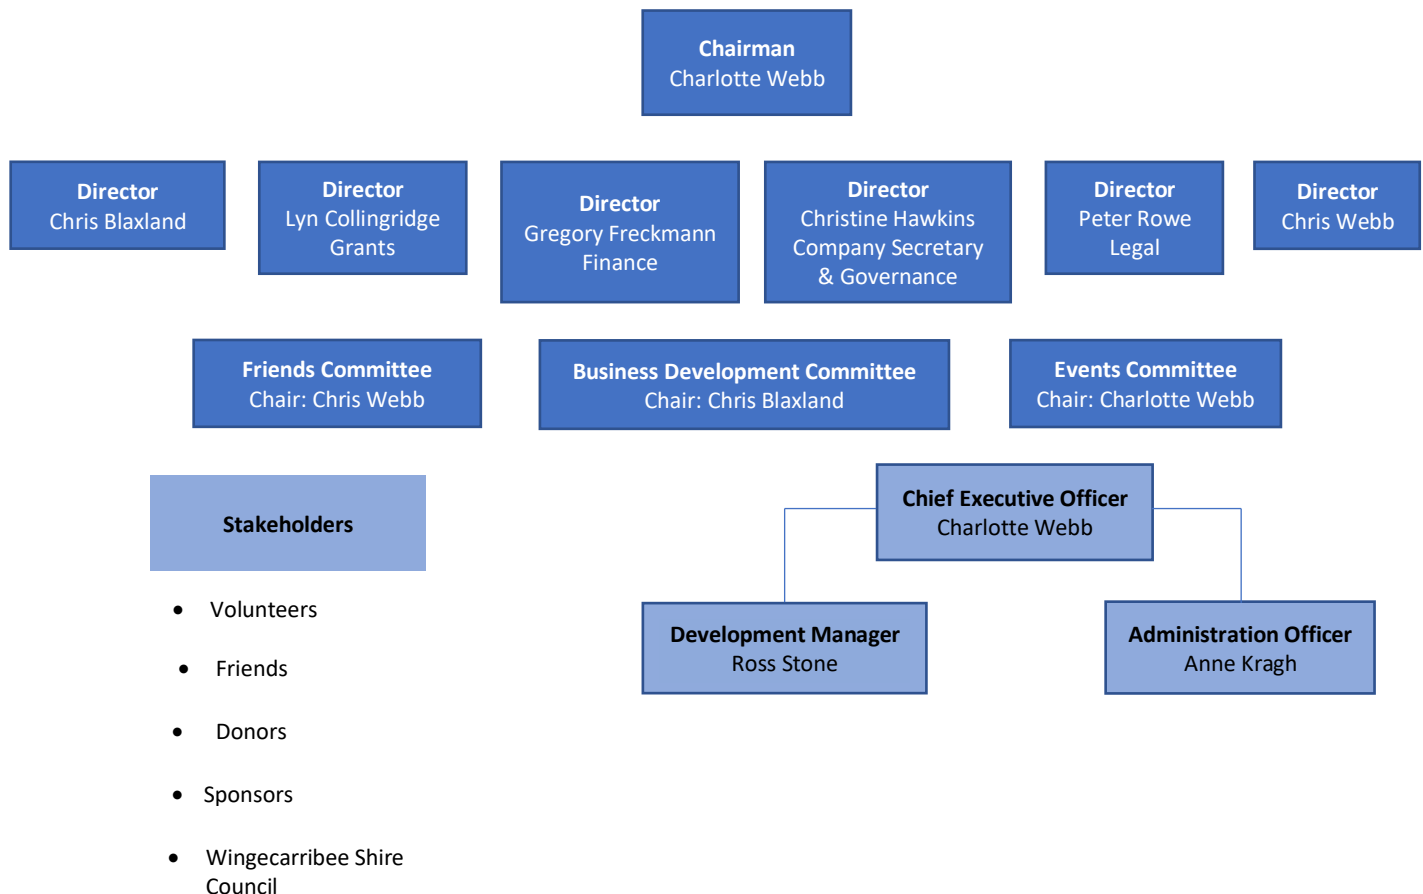 Chairman
Charlotte Webb
Director
Chris Blaxland
Director
Lyn Collingridge
Grants
Director
Gregory Freckmann
Finance
Director
Christine Hawkins
Company Secretary
& Governance
Director
Peter Rowe
Legal
Director
Chris Webb
Friends Committee
Chair: Chris Webb
Business Development Committee
Chair: Chris Blaxland
Events Committee
Chair: Charlotte Webb
Stakeholders
• Volunteers
• Friends
• Donors
• Sponsors
• Wingecarribee Shire
Council
Chief Executive Officer
Charlotte Webb
Development Manager
Ross Stone
Administration Officer
Anne Kragh